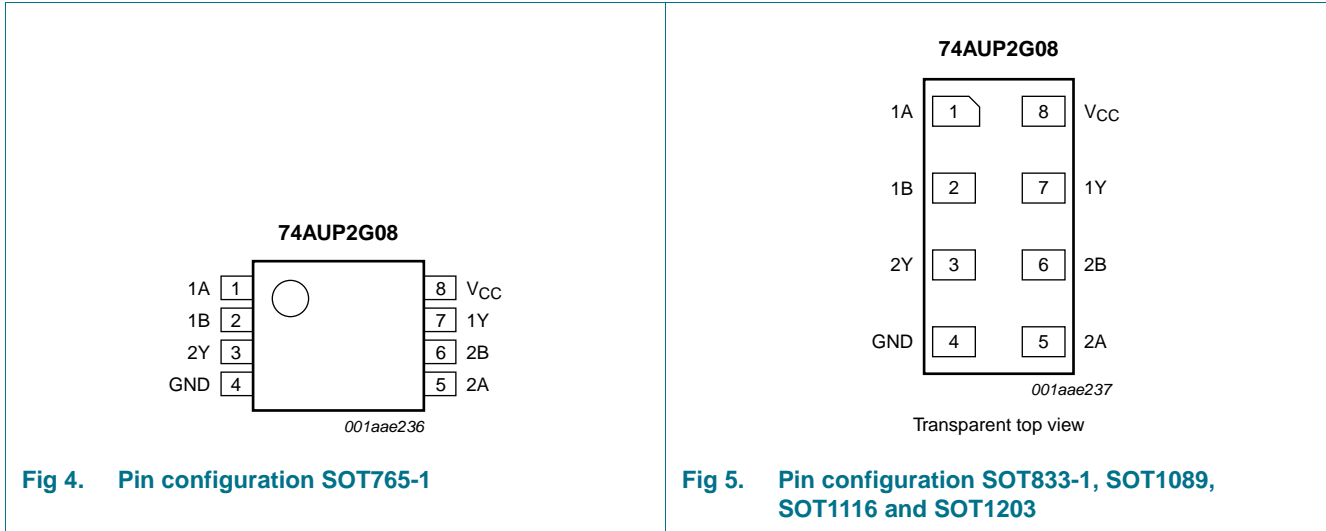 74AUP2G08
1A 1 8 VCC
1B 2 7 1Y
2Y 3 6 2B
GND 4 5 2A
001aae236
Fig 4. Pin configuration SOT765-1
74AUP2G08
1A 1 8 VCC
1B 2 7 1Y
2Y 3 6 2B
GND 4 5 2A
001aae237
Transparent top view
Fig 5. Pin configuration SOT833-1, SOT1089,
SOT1116 and SOT1203